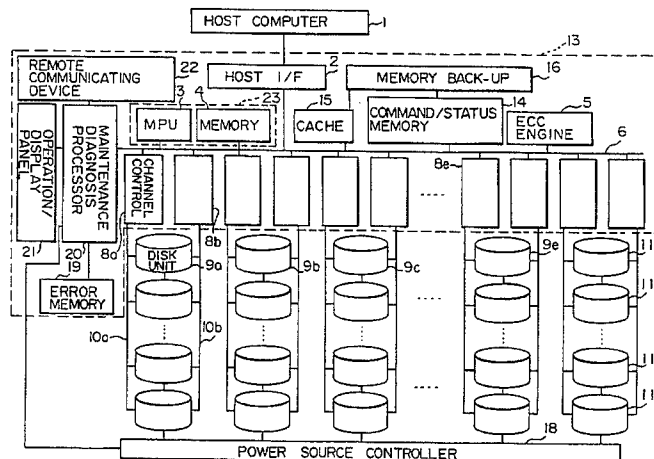 HOST COMPUTER
1
13
REMOTE
COMMUNICATING
DEVICE
22
HOST I/F
2
MEMORY BACK-UP
16
3
4
23
15
14
5
MPU
MEMORY
CACHE
COMMAND/STATUS
MEMORY
ECC
ENGINE
6
OPERATION/
DISPLAY
PANEL
MAINTENANCE
DIAGNOSIS
PROCESSOR
CHANNEL
CONTROL
8e
21
20
8a
8b
19
ERROR
MEMORY
DISK
UNIT
9a
9b
9c
9e
11
11
10a
10b
11
11
18
POWER SOURCE CONTROLLER